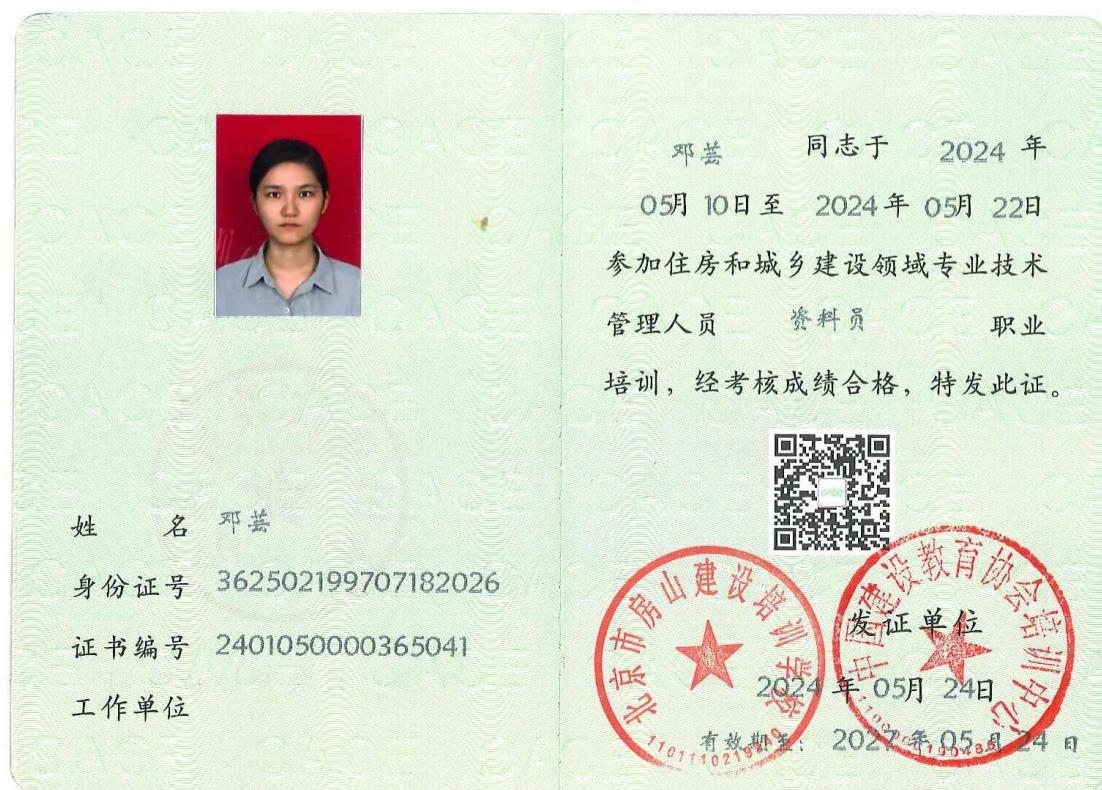 姓 名 邓芸
身份证号 362502199707182026
证书编号 2401050000365041
工作单位
邓芸 同志于 2024 年
05月 10日至 2024年 05月 22日
参加住房和城乡建设领域专业技术
管理人员 资料员 职业
培训，经考核成绩合格，特发此证。
北京市房山建设培训学校
中国建设教育协会培训中心
发证单位
2024 年 05月 24日
有效期至： 2027 年 05 月 24 日
CACE